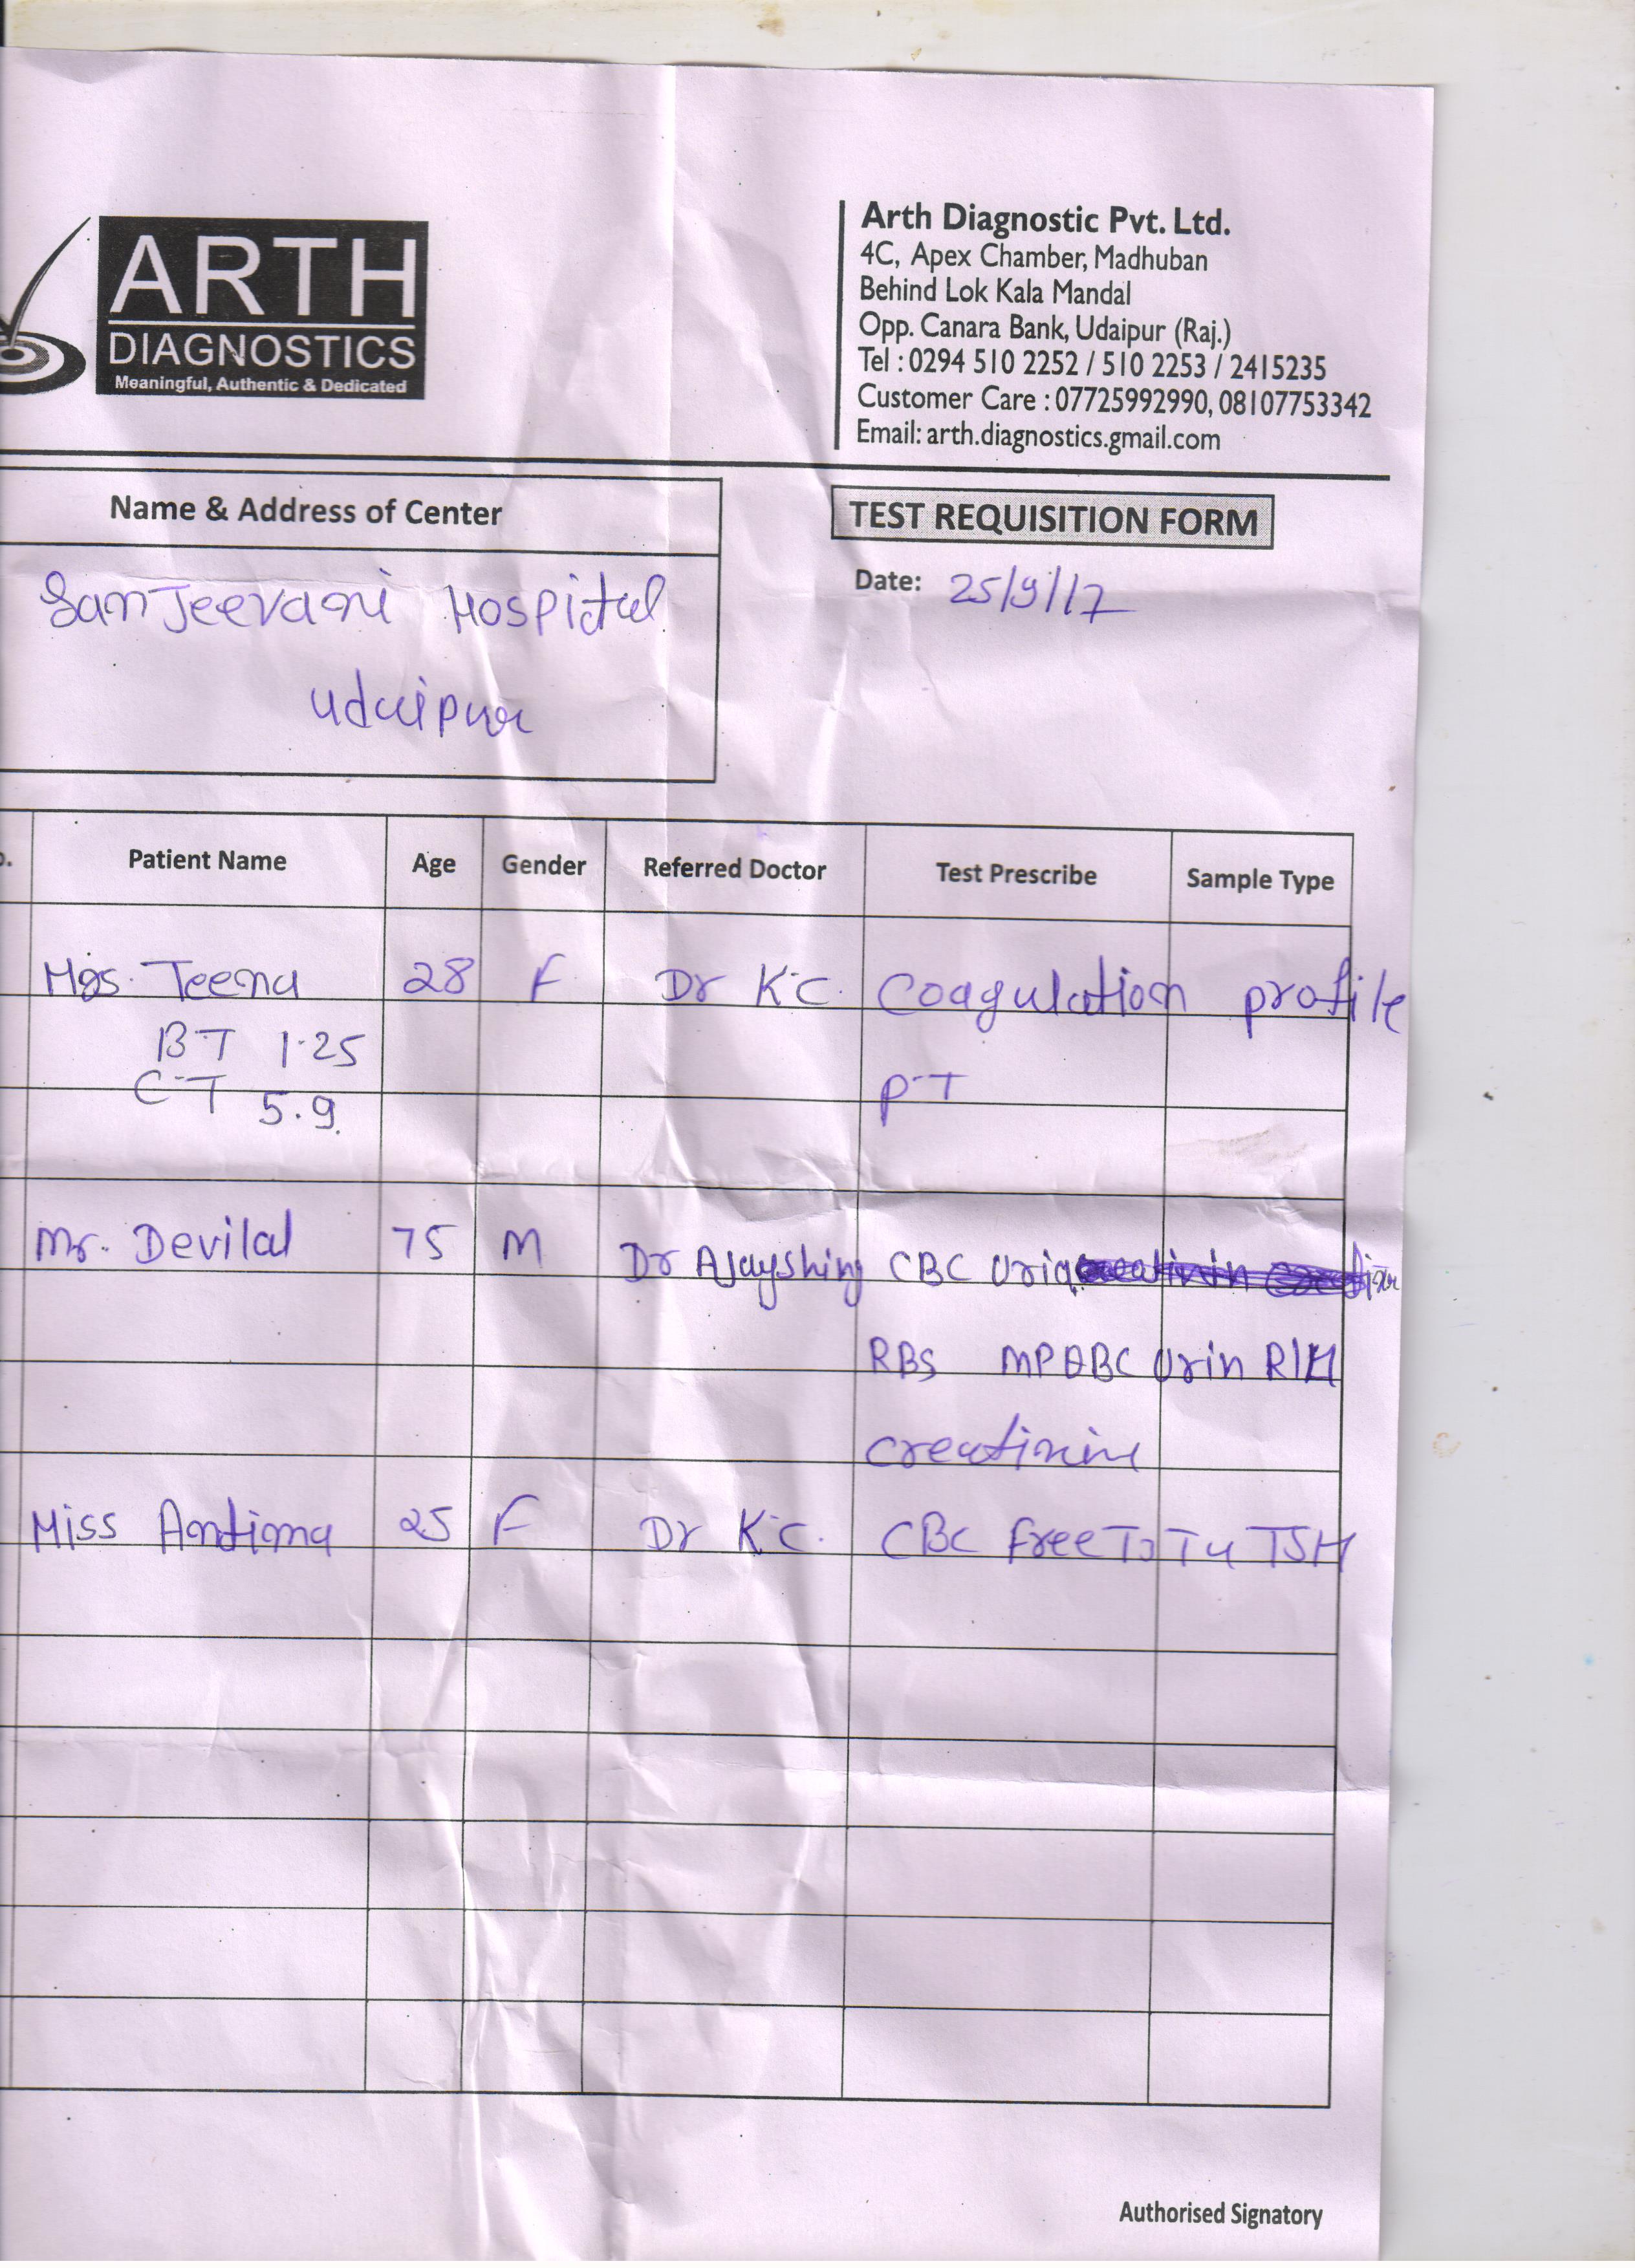 ARTH
DIAGNOSTICS
Meaningful, Authentic & Dedicated
Arth Diagnostic Pvt. Ltd.
4C, Apex Chamber, Madhuban
Behind Lok Kala Mandal
Opp. Canara Bank, Udaipur (Raj.)
Tel : 0294 510 2252 / 510 2253 / 2415235
Customer Care : 07725992990, 08107753342
Email: arth.diagnostics.gmail.com
Name & Address of Center
TEST REQUISITION FORM
Date: 25/9/17
SanJeevani Hospital
Udaipur
Patient Name Age Gender Referred Doctor Test Prescribe Sample Type
Mrs. Teena 28 F Dr K.C. Coagulation profile
BT 1.25
P.T
C.T 5.9.
Mr. Devilal 75 M Dr Ajayshing CBC
RBS Urin
creatinine
Miss Antima 25 F Dr K.C. CBC Free T3 T4 TSH
Authorised Signatory